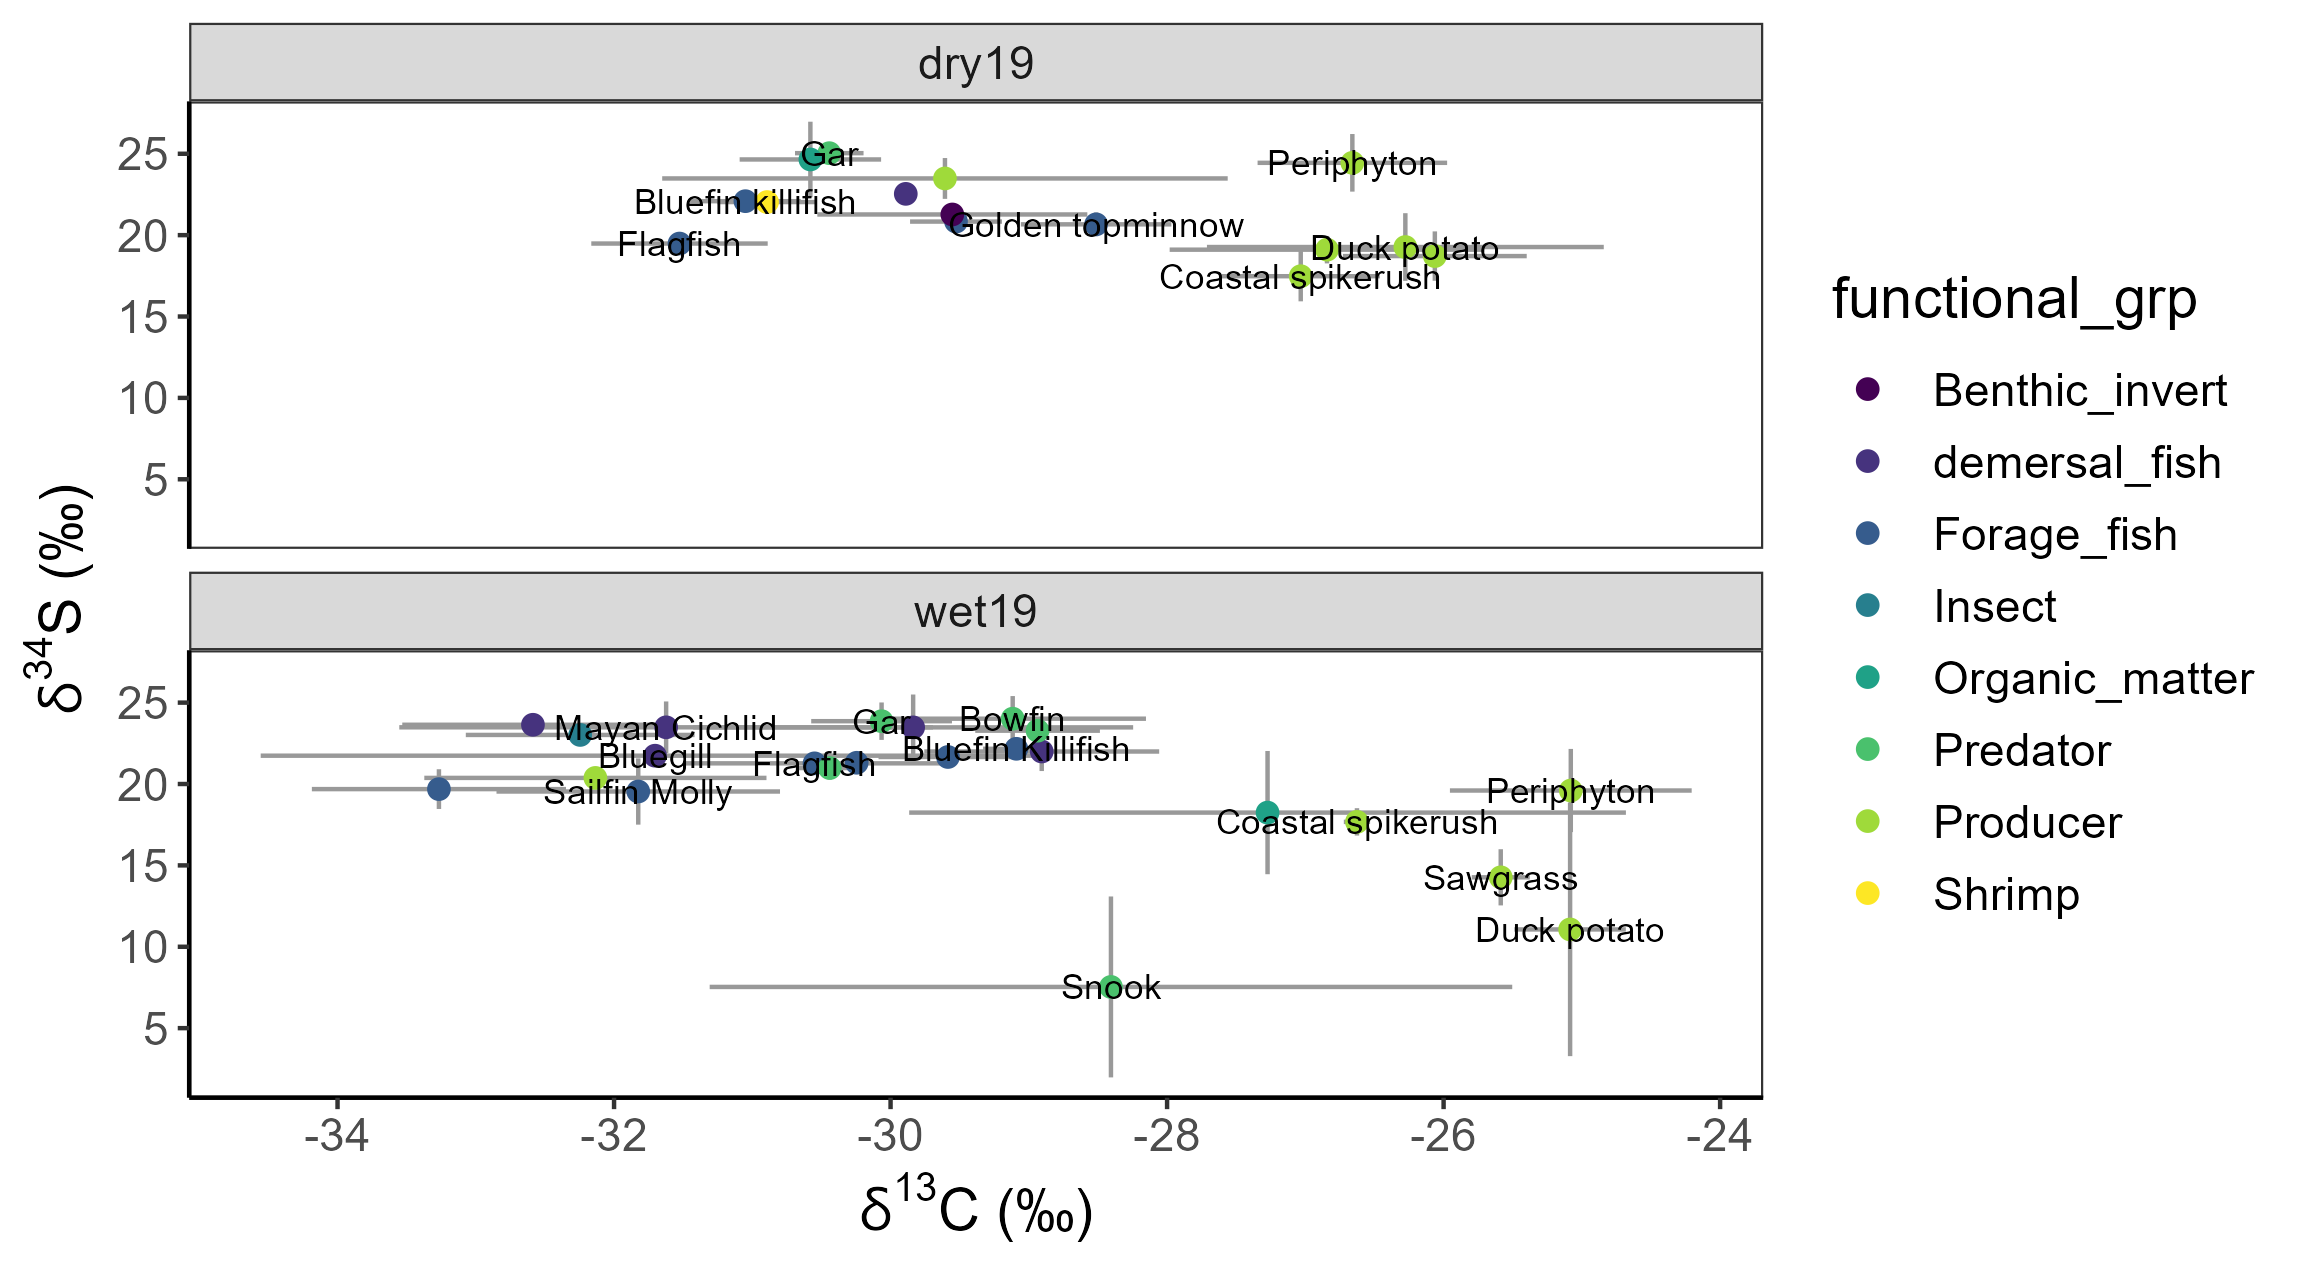 dry19
25
20
15
10
5
Gar
Periphyton
Bluefin killifish
Golden topminnow
Flagfish
Duck potato
Coastal spikerush
wet19
25
20
15
10
5
Mayan Cichlid
Gar
Bowfin
Bluegill
Flagfish
Bluefin Killifish
Sailfin Molly
Periphyton
Coastal spikerush
Sawgrass
Duck potato
Snook
-34
-32
-30
-28
-26
-24
δ13C (‰)
δ34S (‰)
functional_grp
Benthic_invert
demersal_fish
Forage_fish
Insect
Organic_matter
Predator
Producer
Shrimp